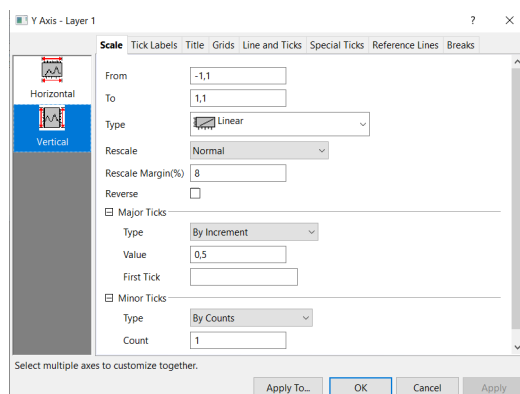 Y Axis - Layer 1 ? ×
Scale Tick Labels Title Grids Line and Ticks Special Ticks Reference Lines Breaks
Horizontal
Vertical
From -1,1
To 1,1
Type Linear
Rescale Normal
Rescale Margin(%) 8
Reverse
Major Ticks
Type By Increment
Value 0,5
First Tick
Minor Ticks
Type By Counts
Count 1
Select multiple axes to customize together.
Apply To... OK Cancel Apply